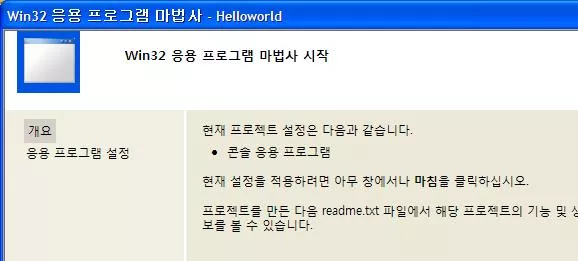 Win32 응용 프로그램 마법사 - Helloworld
Win32 응용 프로그램 마법사 시작
개요
응용 프로그램 설정
현재 프로젝트 설정은 다음과 같습니다.
• 콘솔 응용 프로그램
현재 설정을 적용하려면 아무 창에서나 마침을 클릭하십시오.
프로젝트를 만든 다음 readme.txt 파일에서 해당 프로젝트의 기능 및
보를 볼 수 있습니다.